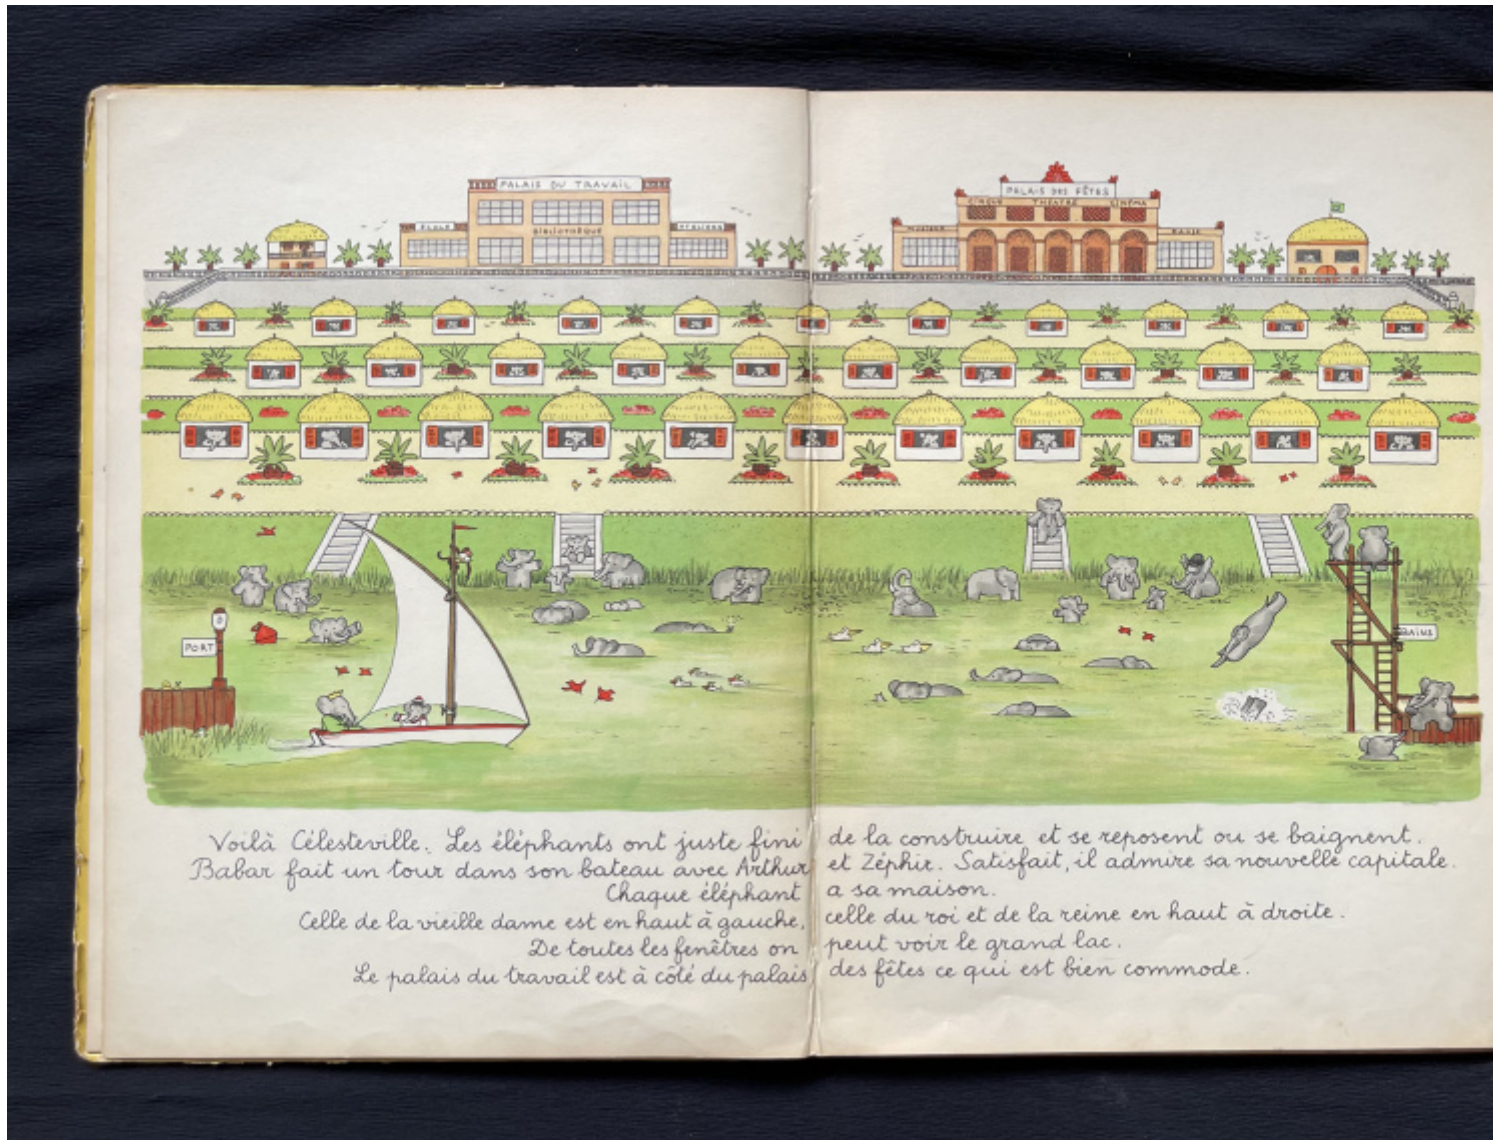 PALAIS DU TRAVAIL
ÉCOLE
BIBLIOTHÈQUE
ATELIERS
PALAIS DES FÊTES
CIRQUE THÉATRE CINÉMA
MUSIQUE
DANSE
PORT
BAINS
Voilà Célesteville. Les éléphants ont juste fini de la construire et se reposent ou se baignent.
Babar fait un tour dans son bateau avec Arthur et Zéphir. Satisfait, il admire sa nouvelle capitale.
Chaque éléphant a sa maison.
Celle de la vieille dame est en haut à gauche, celle du roi et de la reine en haut à droite.
De toutes les fenêtres on peut voir le grand lac.
Le palais du travail est à côté du palais des fêtes ce qui est bien commode.